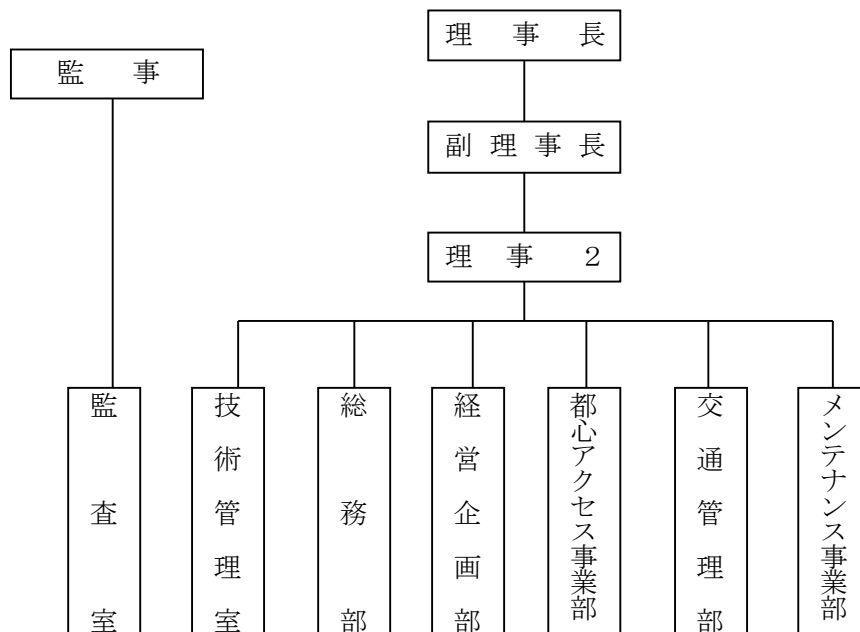 理事長
監事
副理事長
理事 2
監査室
技術管理室
総務部
経営企画部
都心アクセス事業部
交通管理部
メンテナンス事業部